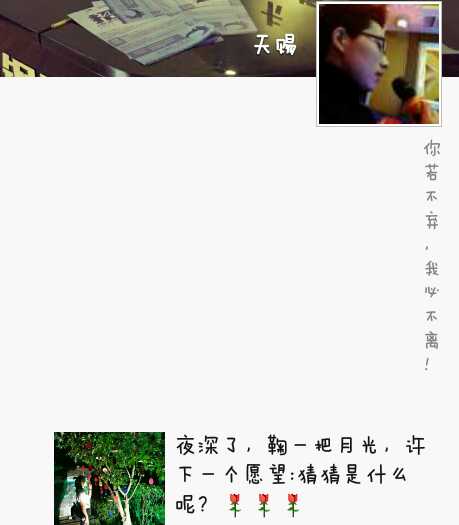 天赐
你若不弃，我必不离！
夜深了，鞠一把月光，许
下一个愿望:猜猜是什么
呢？🌹🌹🌹